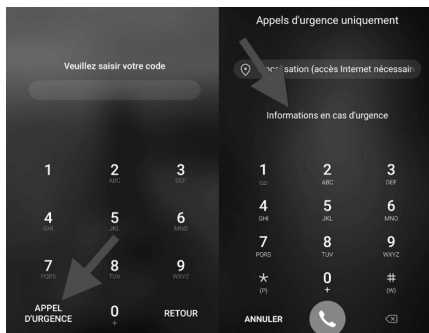 Veuillez saisir votre code
1
2
ABC
3
DEF
4
GHI
5
JKL
6
MNO
7
PQRS
8
TUV
9
WXYZ
APPEL
D'URGENCE
0
+
RETOUR
Appels d'urgence uniquement
(accès Internet nécessair
Informations en cas d'urgence
1
2
ABC
3
DEF
4
GHI
5
JKL
6
MNO
7
PQRS
8
TUV
9
WXYZ
*
(P)
0
+
#
(W)
ANNULER